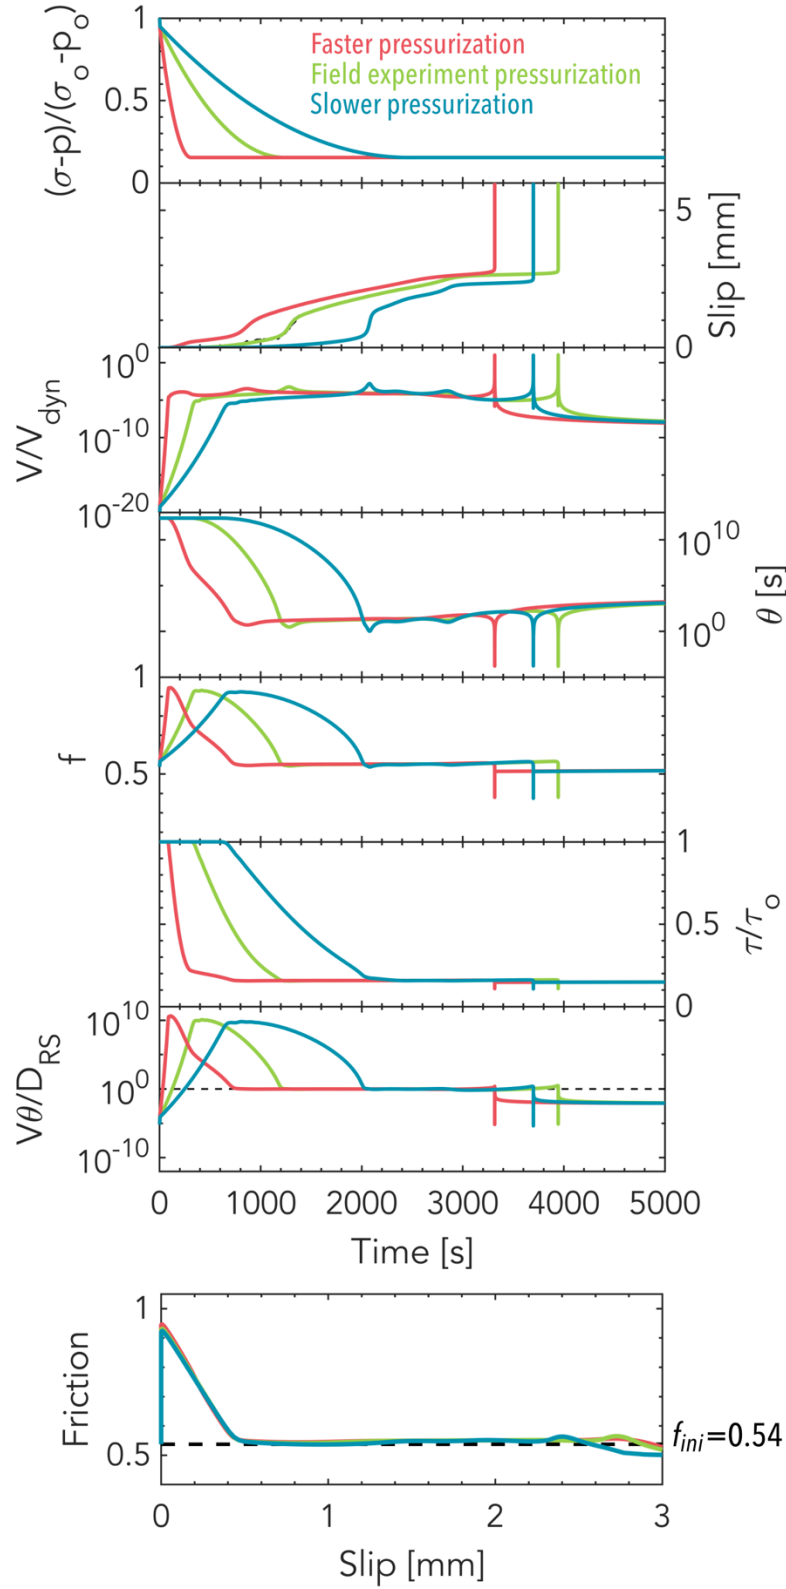 (σ-p)/(σo-po)
1
0.5
0
Faster pressurization
Field experiment pressurization
Slower pressurization
5
0
Slip [mm]
V/Vdyn
10^0
10^-10
10^-20
10^10
10^0
θ [s]
f
1
0.5
1
0.5
0
τ/τo
Vθ/DRS
10^10
10^0
10^-10
0 1000 2000 3000 4000 5000
Time [s]
Friction
1
0.5
fini=0.54
0 1 2 3
Slip [mm]